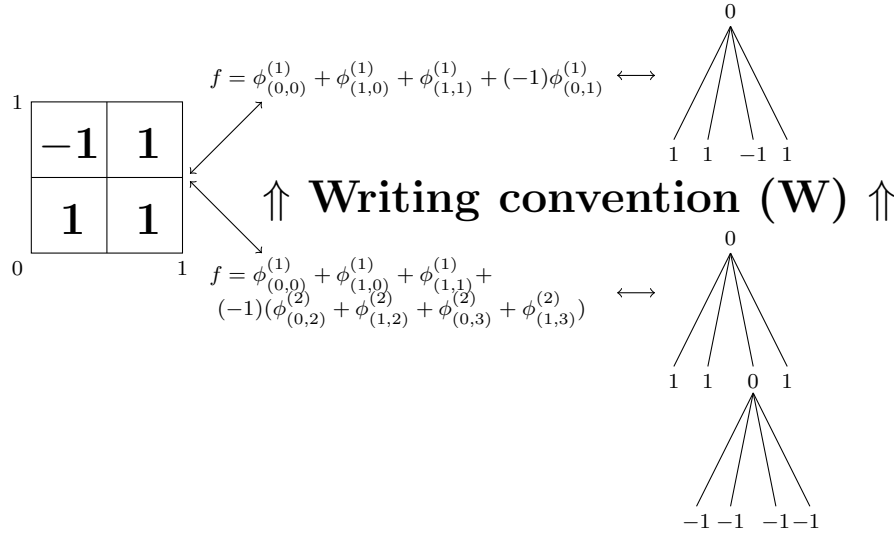 0
f = ϕ^{(1)}_{(0,0)} + ϕ^{(1)}_{(1,0)} + ϕ^{(1)}_{(1,1)} + (−1)ϕ^{(1)}_{(0,1)} ⟷
1
−1 1
1 1 −1 1
⇑ Writing convention (W) ⇑
1 1
0
0 1
f = ϕ^{(1)}_{(0,0)} + ϕ^{(1)}_{(1,0)} + ϕ^{(1)}_{(1,1)} +
(−1)(ϕ^{(2)}_{(0,2)} + ϕ^{(2)}_{(1,2)} + ϕ^{(2)}_{(0,3)} + ϕ^{(2)}_{(1,3)}) ⟷
1 1 0 1
−1 −1 −1 −1